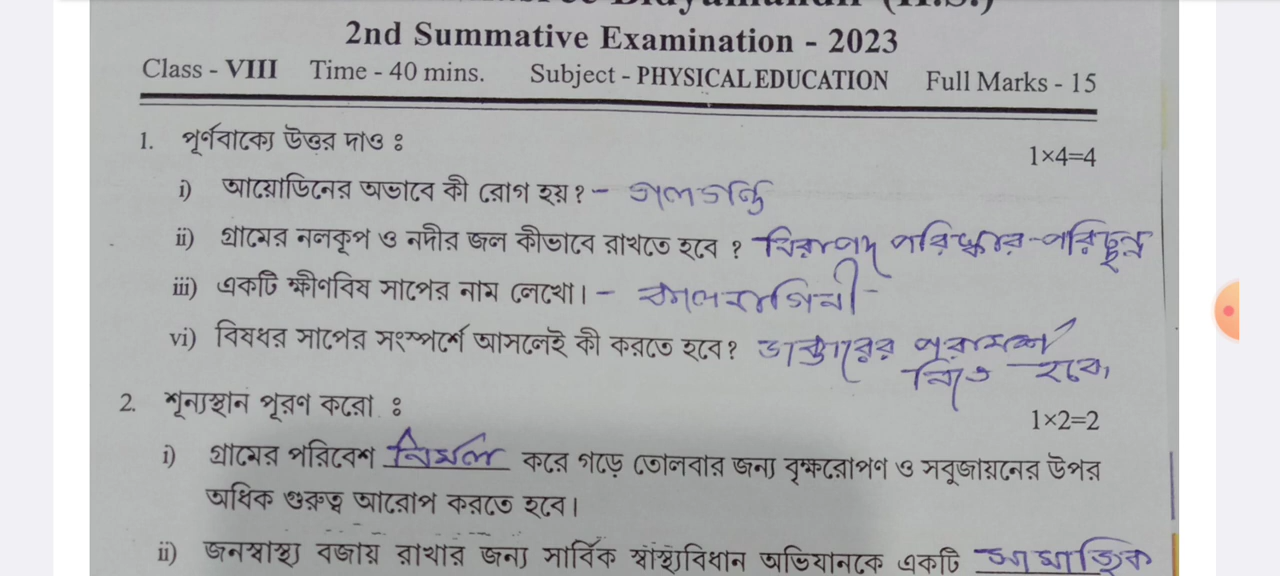 2nd Summative Examination - 2023
Class - VIII Time - 40 mins. Subject - PHYSICAL EDUCATION Full Marks - 15
1. পূর্ণবাক্যে উত্তর দাও ঃ
1×4=4
i) আয়োডিনের অভাবে কী রোগ হয়? - গলগন্ড
ii) গ্রামের নলকূপ ও নদীর জল কীভাবে রাখতে হবে ? নিরাপদ পরিষ্কার-পরিচ্ছন্ন
iii) একটি ক্ষীণবিষ সাপের নাম লেখো। - কালনাগিনী
vi) বিষধর সাপের সংস্পর্শে আসলেই কী করতে হবে? ডাক্তারের পরামর্শ
নিতে হবে,
2. শূন্যস্থান পূরণ করো ঃ
1×2=2
i) গ্রামের পরিবেশ নির্মল করে গড়ে তোলবার জন্য বৃক্ষরোপণ ও সবুজায়নের উপর
অধিক গুরুত্ব আরোপ করতে হবে।
ii) জনস্বাস্থ্য বজায় রাখার জন্য সার্বিক স্বাস্থ্যবিধান অভিযানকে একটি সামাজিক